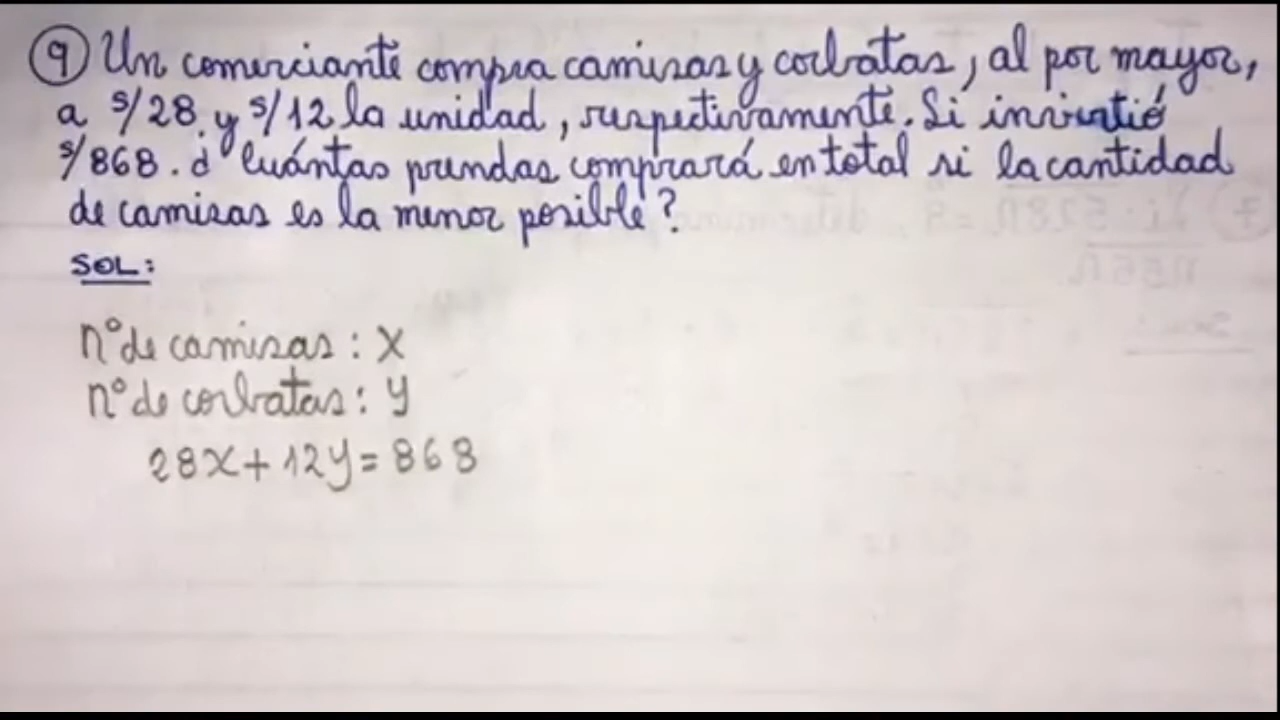 ⑨ Un comerciante compra camisas y corbatas, al por mayor,
a s/28 y s/12 la unidad, respectivamente. Si invirtió
s/868. ¿ Cuántas prendas comprará en total si la cantidad
de camisas es la menor posible?
SOL:
n° de camisas : x
n° de corbatas : y
28x + 12y = 868